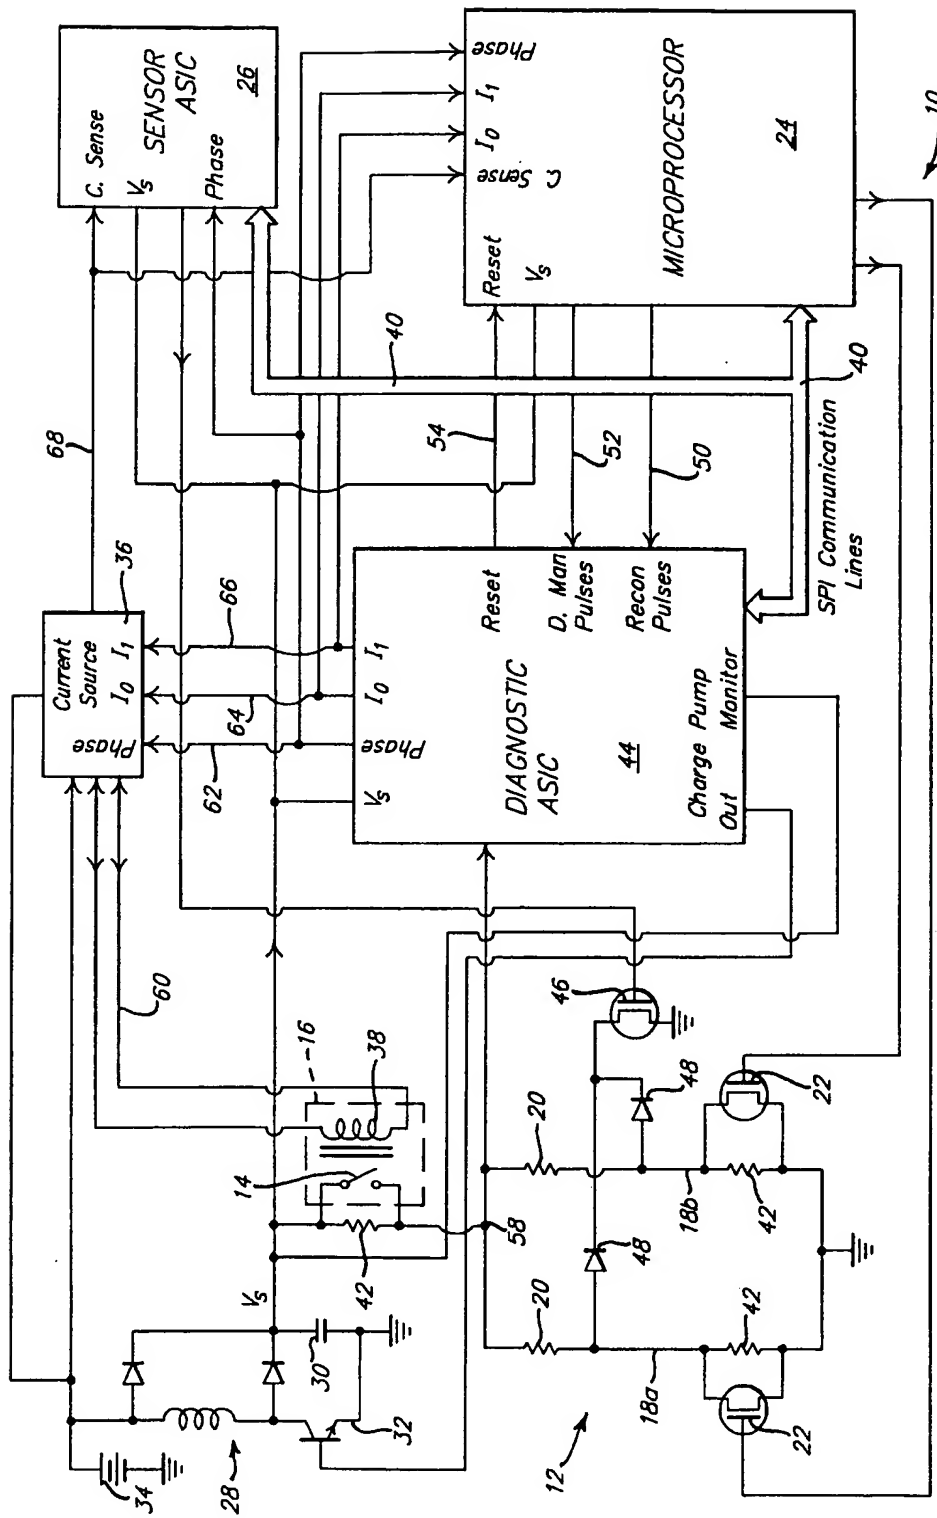 C. Sense
Vs
SENSOR
ASIC
26
Phase
Phase
I1
I0
C. Sense
Reset
Vs
MICROPROCESSOR
24
10
68
40
40
SPI Communication
Lines
54
52
50
36
Current
Source
Phase
I0
I1
66
64
62
Phase
I0
I1
Vs
Reset
D. Man
Pulses
Recon
Pulses
DIAGNOSTIC
ASIC
44
Charge Pump
Out
Monitor
60
16
38
14
42
58
Vs
30
32
34
28
46
48
48
20
20
22
22
42
42
18b
18a
12